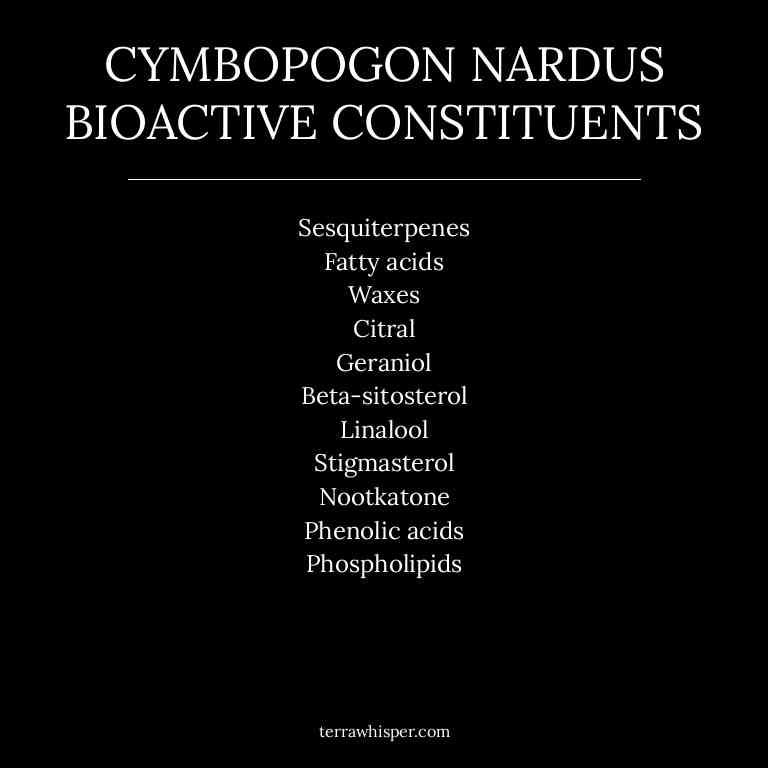 CYMBOPOGON NARDUS
BIOACTIVE CONSTITUENTS
Sesquiterpenes
Fatty acids
Waxes
Citral
Geraniol
Beta-sitosterol
Linalool
Stigmasterol
Nootkatone
Phenolic acids
Phospholipids
terrawhisper.com